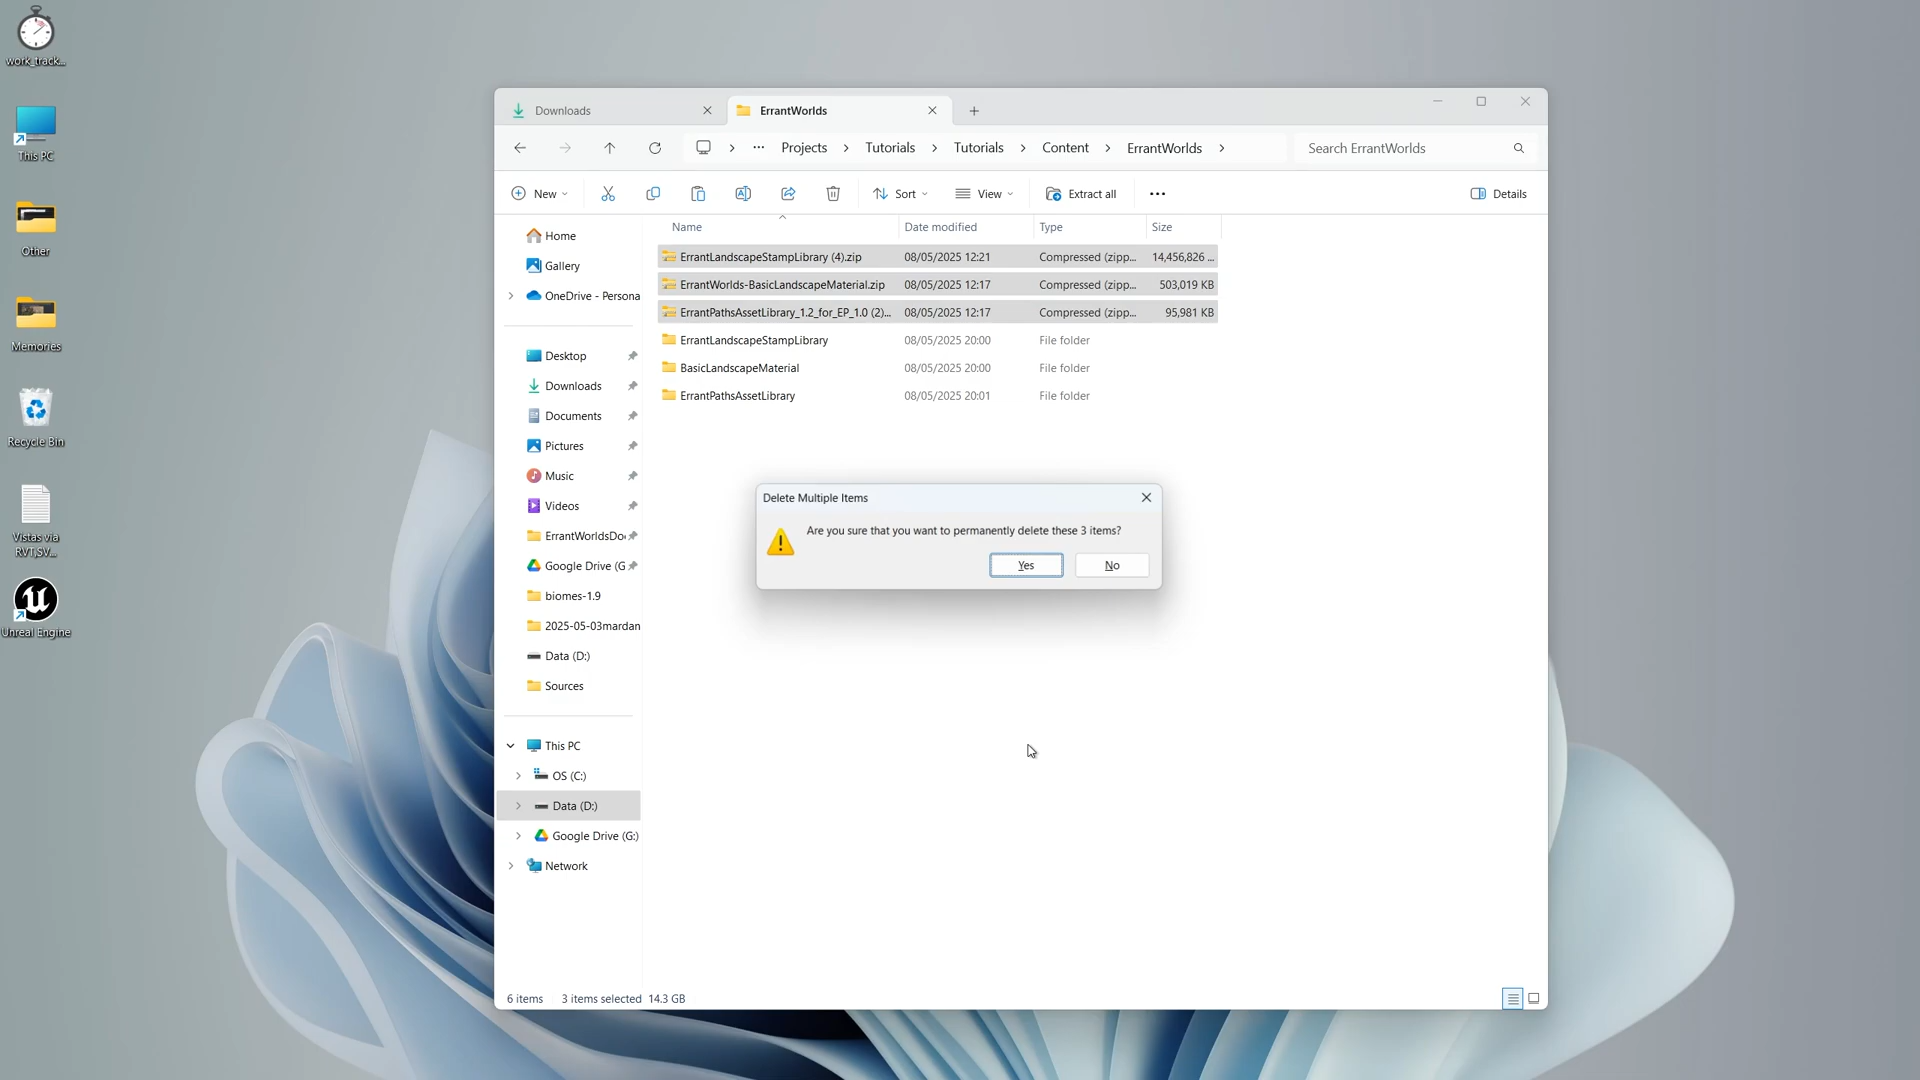 work_track...
This PC
Other
Memories
Recycle Bin
Vistas via
RVT,SV...
Unreal Engine
Downloads
ErrantWorlds
Projects
Tutorials
Tutorials
Content
ErrantWorlds
Search ErrantWorlds
New
Sort
View
Extract all
Details
Name Date modified Type Size
ErrantLandscapeStampLibrary (4).zip 08/05/2025 12:21 Compressed (zipp... 14,456,826 ...
ErrantWorlds-BasicLandscapeMaterial.zip 08/05/2025 12:17 Compressed (zipp... 503,019 KB
ErrantPathsAssetLibrary_1.2_for_EP_1.0 (2)... 08/05/2025 12:17 Compressed (zipp... 95,981 KB
ErrantLandscapeStampLibrary 08/05/2025 20:00 File folder
BasicLandscapeMaterial 08/05/2025 20:00 File folder
ErrantPathsAssetLibrary 08/05/2025 20:01 File folder
Home
Gallery
OneDrive - Persona
Desktop
Downloads
Documents
Pictures
Music
Videos
ErrantWorldsDo
Google Drive (G
biomes-1.9
2025-05-03mardan
Data (D:)
Sources
This PC
OS (C:)
Data (D:)
Google Drive (G:)
Network
Delete Multiple Items
Are you sure that you want to permanently delete these 3 items?
Yes
No
6 items 3 items selected 14.3 GB